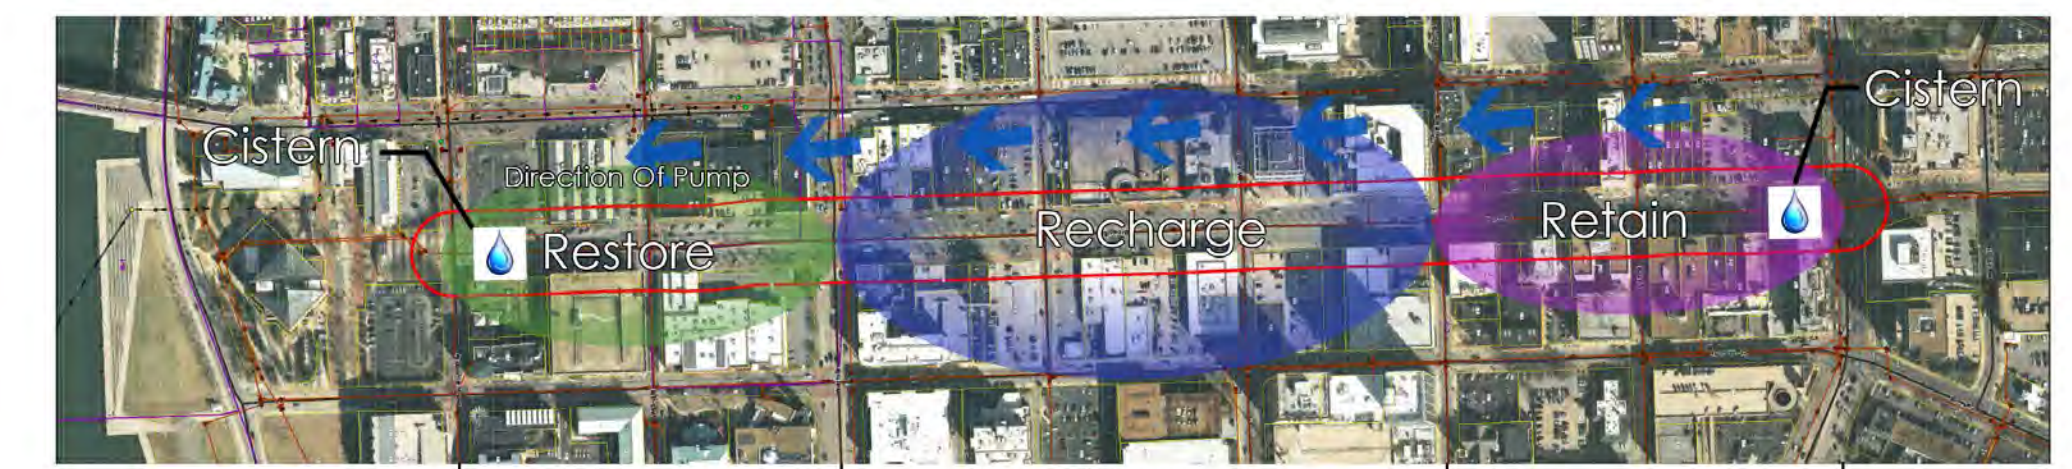 Cistern
Cistern
Direction Of Pump
Restore
Recharge
Retain